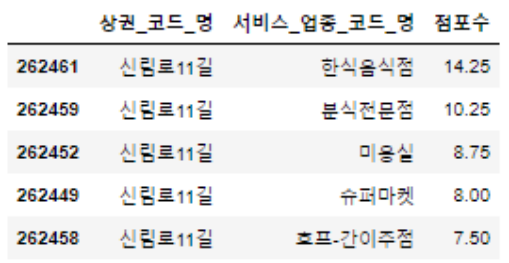 상권_코드_명 서비스_업종_코드_명 점포수
262461 신림로11길 한식음식점 14.25
262459 신림로11길 분식전문점 10.25
262452 신림로11길 미용실 8.75
262449 신림로11길 슈퍼마켓 8.00
262458 신림로11길 호프-간이주점 7.50